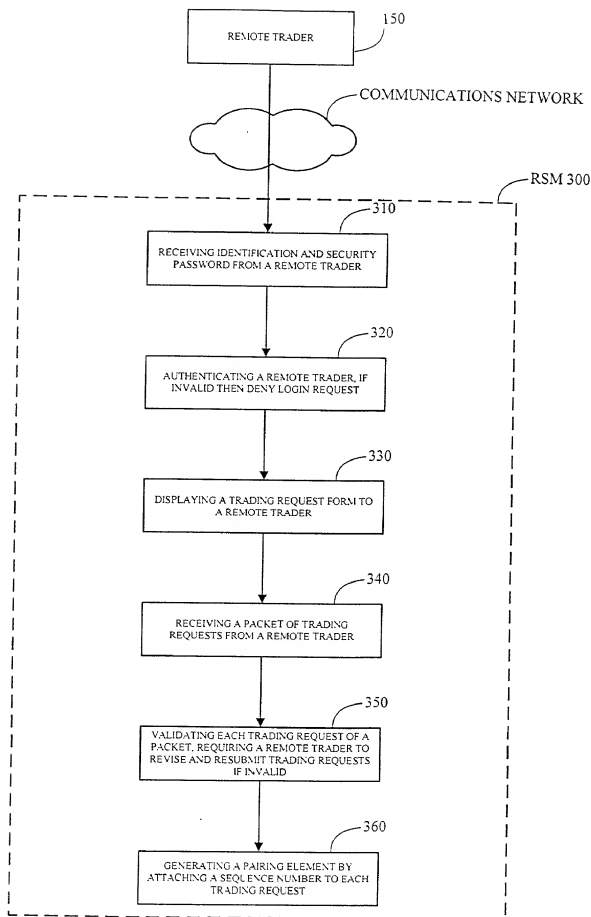 150
REMOTE TRADER
COMMUNICATIONS NETWORK
RSM 300
310
RECEIVING IDENTIFICATION AND SECURITY
PASSWORD FROM A REMOTE TRADER
320
AUTHENTICATING A REMOTE TRADER, IF
INVALID THEN DENY LOGIN REQUEST
330
DISPLAYING A TRADING REQUEST FORM TO
A REMOTE TRADER
340
RECEIVING A PACKET OF TRADING
REQUESTS FROM A REMOTE TRADER
350
VALIDATING EACH TRADING REQUEST OF A
PACKET, REQUIRING A REMOTE TRADER TO
REVISE AND RESUBMIT TRADING REQUESTS
IF INVALID
360
GENERATING A PAIRING ELEMENT BY
ATTACHING A SEQUENCE NUMBER TO EACH
TRADING REQUEST